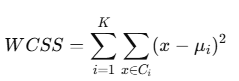 WCSS = \sum_{i=1}^{K} \sum_{x \in C_i} (x - \mu_i)^2